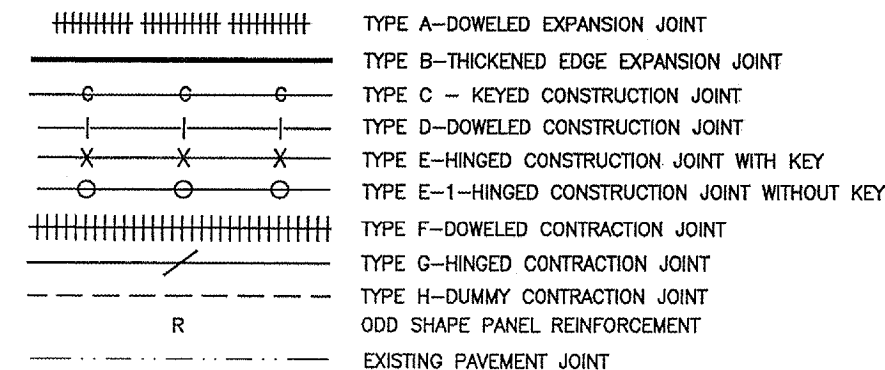 TYPE A-DOWELED EXPANSION JOINT
TYPE B-THICKENED EDGE EXPANSION JOINT
C C C TYPE C - KEYED CONSTRUCTION JOINT
TYPE D-DOWELED CONSTRUCTION JOINT
X X X TYPE E-HINGED CONSTRUCTION JOINT WITH KEY
TYPE E-1-HINGED CONSTRUCTION JOINT WITHOUT KEY
TYPE F-DOWELED CONTRACTION JOINT
TYPE G-HINGED CONTRACTION JOINT
TYPE H-DUMMY CONTRACTION JOINT
R ODD SHAPE PANEL REINFORCEMENT
EXISTING PAVEMENT JOINT